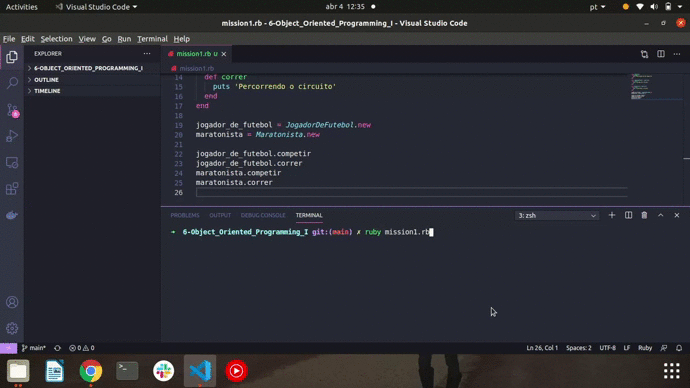 Activities
Visual Studio Code
abr 4 12:35
pt
mission1.rb - 6-Object_Oriented_Programming_I - Visual Studio Code
File Edit Selection View Go Run Terminal Help
EXPLORER
6-OBJECT_ORIENTED_PROGRAMMING_I
OUTLINE
TIMELINE
mission1.rb U
mission1.rb
14 def correr
15 puts 'Percorrendo o circuito'
16 end
17 end
18
19 jogador_de_futebol = JogadorDeFutebol.new
20 maratonista = Maratonista.new
21
22 jogador_de_futebol.competir
23 jogador_de_futebol.correr
24 maratonista.competir
25 maratonista.correr
26
PROBLEMS OUTPUT DEBUG CONSOLE TERMINAL
3: zsh
➜ 6-Object_Oriented_Programming_I git:(main) ✗ ruby mission1.rb
main* 0 0
Ln 26, Col 1 Spaces: 2 UTF-8 LF Ruby